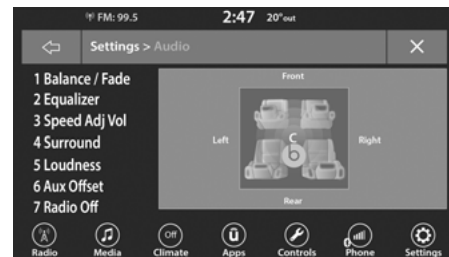 FM: 99.5 2:47 20°out
Settings > Audio
1 Balance / Fade
2 Equalizer
3 Speed Adj Vol
4 Surround
5 Loudness
6 Aux Offset
7 Radio Off
Front
Left C Right
Rear
Off ū 0
Radio Media Climate Apps Controls Phone Settings